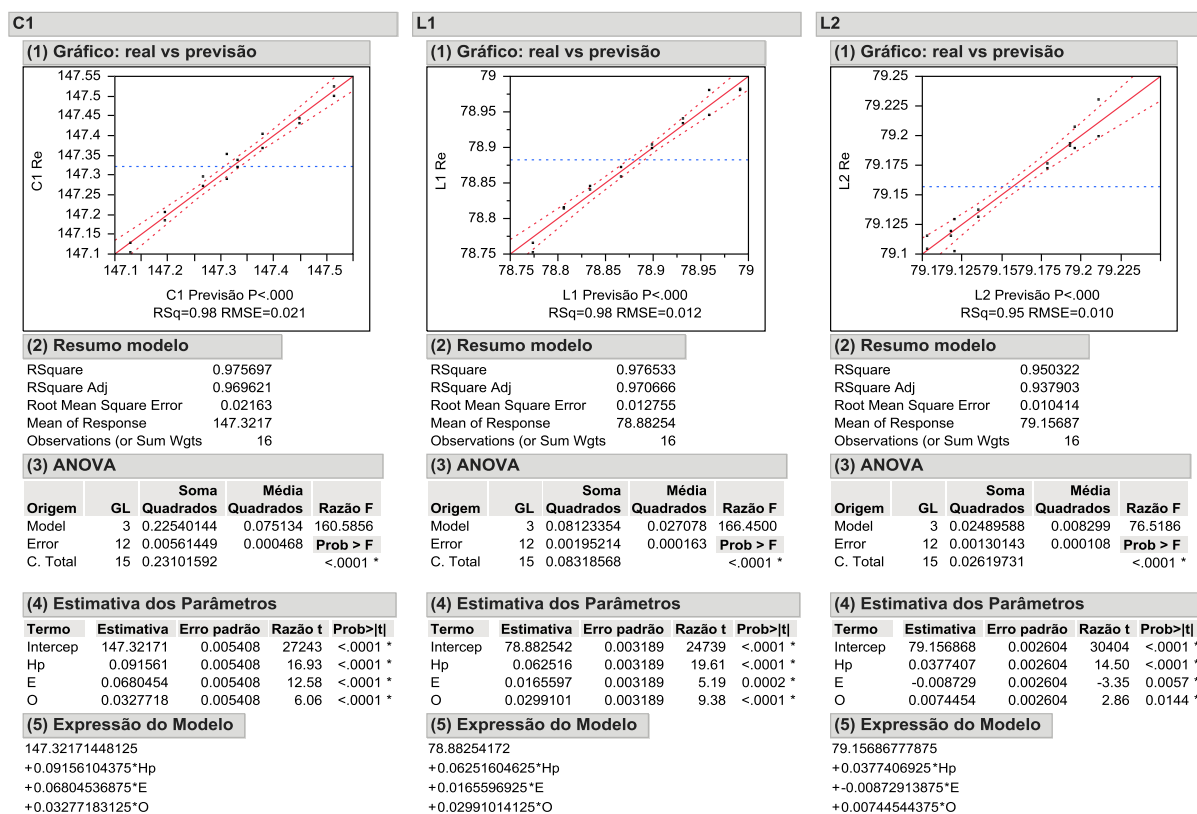 C1
(1) Gráfico: real vs previsão
147.55
147.5
147.45
147.4
147.35
147.3
147.25
147.2
147.15
147.1
C1 Re
147.1 147.2 147.3 147.4 147.5
C1 Previsão P<.000
RSq=0.98 RMSE=0.021
(2) Resumo modelo
RSquare 0.975697
RSquare Adj 0.969621
Root Mean Square Error 0.02163
Mean of Response 147.3217
Observations (or Sum Wgts 16
(3) ANOVA
Soma Média
Origem GL Quadrados Quadrados Razão F
Model 3 0.22540144 0.075134 160.5856
Error 12 0.00561449 0.000468 Prob > F
C. Total 15 0.23101592 <.0001 *
(4) Estimativa dos Parâmetros
Termo Estimativa Erro padrão Razão t Prob>|t|
Intercep 147.32171 0.005408 27243 <.0001 *
Hp 0.091561 0.005408 16.93 <.0001 *
E 0.0680454 0.005408 12.58 <.0001 *
O 0.0327718 0.005408 6.06 <.0001 *
(5) Expressão do Modelo
147.32171448125
+0.09156104375*Hp
+0.06804536875*E
+0.03277183125*O
L1
(1) Gráfico: real vs previsão
79
78.95
78.9
78.85
78.8
78.75
L1 Re
78.75 78.8 78.85 78.9 78.95 79
L1 Previsão P<.000
RSq=0.98 RMSE=0.012
(2) Resumo modelo
RSquare 0.976533
RSquare Adj 0.970666
Root Mean Square Error 0.012755
Mean of Response 78.88254
Observations (or Sum Wgts 16
(3) ANOVA
Soma Média
Origem GL Quadrados Quadrados Razão F
Model 3 0.08123354 0.027078 166.4500
Error 12 0.00195214 0.000163 Prob > F
C. Total 15 0.08318568 <.0001 *
(4) Estimativa dos Parâmetros
Termo Estimativa Erro padrão Razão t Prob>|t|
Intercep 78.882542 0.003189 24739 <.0001 *
Hp 0.062516 0.003189 19.61 <.0001 *
E 0.0165597 0.003189 5.19 0.0002 *
O 0.0299101 0.003189 9.38 <.0001 *
(5) Expressão do Modelo
78.88254172
+0.06251604625*Hp
+0.0165596925*E
+0.02991014125*O
L2
(1) Gráfico: real vs previsão
79.25
79.225
79.2
79.175
79.15
79.125
79.1
L2 Re
79.179.12579.1579.17579.279.225
L2 Previsão P<.000
RSq=0.95 RMSE=0.010
(2) Resumo modelo
RSquare 0.950322
RSquare Adj 0.937903
Root Mean Square Error 0.010414
Mean of Response 79.15687
Observations (or Sum Wgts 16
(3) ANOVA
Soma Média
Origem GL Quadrados Quadrados Razão F
Model 3 0.02489588 0.008299 76.5186
Error 12 0.00130143 0.000108 Prob > F
C. Total 15 0.02619731 <.0001 *
(4) Estimativa dos Parâmetros
Termo Estimativa Erro padrão Razão t Prob>|t|
Intercep 79.156868 0.002604 30404 <.0001 *
Hp 0.0377407 0.002604 14.50 <.0001 *
E -0.008729 0.002604 -3.35 0.0057 *
O 0.0074454 0.002604 2.86 0.0144 *
(5) Expressão do Modelo
79.15686777875
+0.0377406925*Hp
+-0.00872913875*E
+0.00744544375*O